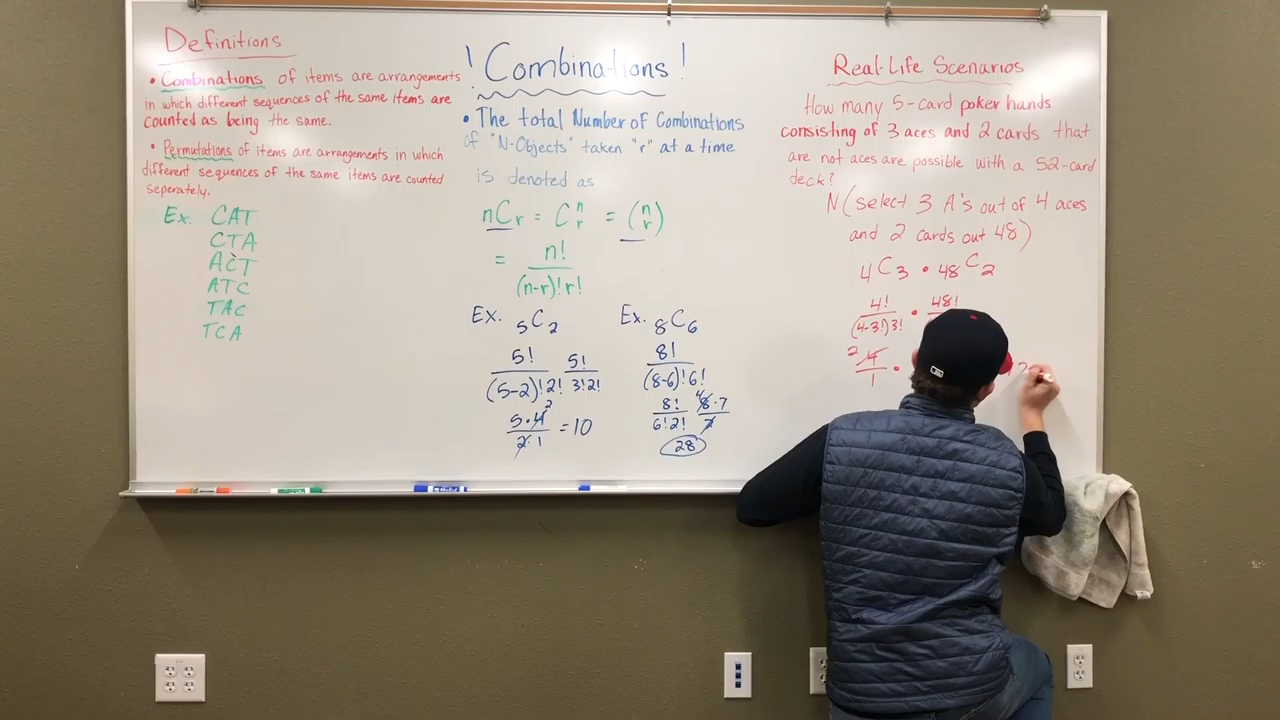 Definitions
• Combinations of items are arrangements
in which different sequences of the same items are
counted as being the same.
• Permutations of items are arrangements in which
different sequences of the same items are counted
seperately.
Ex. CAT
CTA
ACT
ATC
TAC
TCA
! Combinations !
• The total Number of Combinations
of "N-Objects" taken "r" at a time
is denoted as
nCr = C^n_r = (n r)
= n! / (n-r)! r!
Ex. 5C2
5! / (5-2)! 2! 5! / 3! 2!
5·4 2 / 2·1 = 10
Ex. 8C6
8! / (8-6)! 6!
8! / 6! 2! 4 8·7 / 2
28
Real-Life Scenarios
How many 5-card poker hands
consisting of 3 aces and 2 cards that
are not aces are possible with a 52-card
deck?
N(select 3 A's out of 4 aces
and 2 cards out 48)
4C3 • 48C2
4! / (4-3!) 3! • 48!
2 4 / 1 •